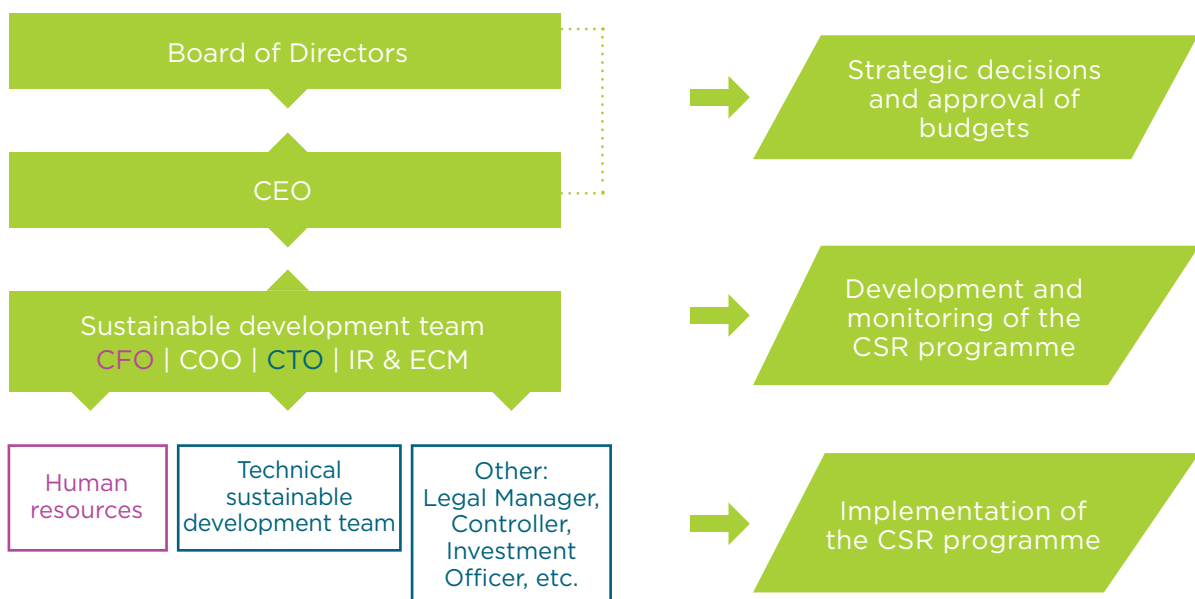 Board of Directors
CEO
Sustainable development team
CFO | COO | CTO | IR & ECM
Human
resources
Technical
sustainable
development team
Other:
Legal Manager,
Controller,
Investment
Officer, etc.
Strategic decisions
and approval of
budgets
Development and
monitoring of the
CSR programme
Implementation of
the CSR programme